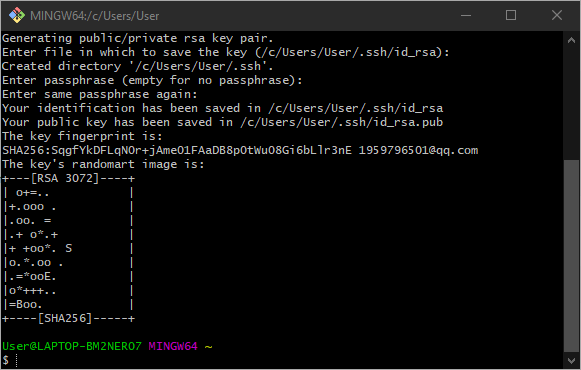 MINGW64:/c/Users/User
Generating public/private rsa key pair.
Enter file in which to save the key (/c/Users/User/.ssh/id_rsa):
Created directory '/c/Users/User/.ssh'.
Enter passphrase (empty for no passphrase):
Enter same passphrase again:
Your identification has been saved in /c/Users/User/.ssh/id_rsa
Your public key has been saved in /c/Users/User/.ssh/id_rsa.pub
The key fingerprint is:
SHA256:SqgfYkDFLqNOr+jAmeO1FAaDB8pOtWu08Gi6bLlr3nE 1959796501@qq.com
The key's randomart image is:
+---[RSA 3072]----+
| o+=..           |
|+.ooo .          |
|.oo. =           |
|.+ o*.+          |
|+ +oo*. S        |
|o.*.oo .         |
|.=*ooE.          |
|o*+++..          |
|=Boo.            |
+----[SHA256]-----+
User@LAPTOP-BM2NERO7 MINGW64 ~
$